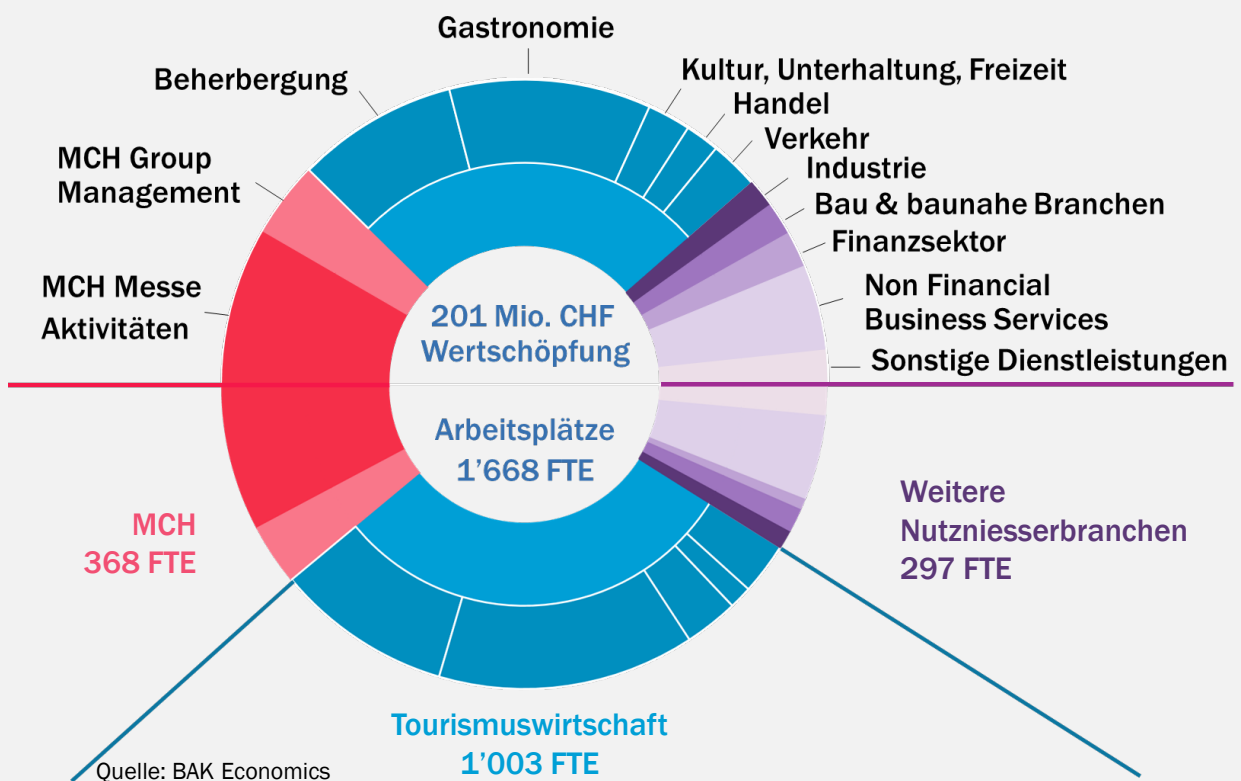 Gastronomie
Beherbergung
Kultur, Unterhaltung, Freizeit
Handel
Verkehr
MCH Group
Management
Industrie
Bau & baunahe Branchen
Finanzsektor
MCH Messe
Aktivitäten
Non Financial
Business Services
Sonstige Dienstleistungen
201 Mio. CHF
Wertschöpfung
Arbeitsplätze
1’668 FTE
MCH
368 FTE
Weitere
Nutzniesserbranchen
297 FTE
Tourismuswirtschaft
1’003 FTE
Quelle: BAK Economics